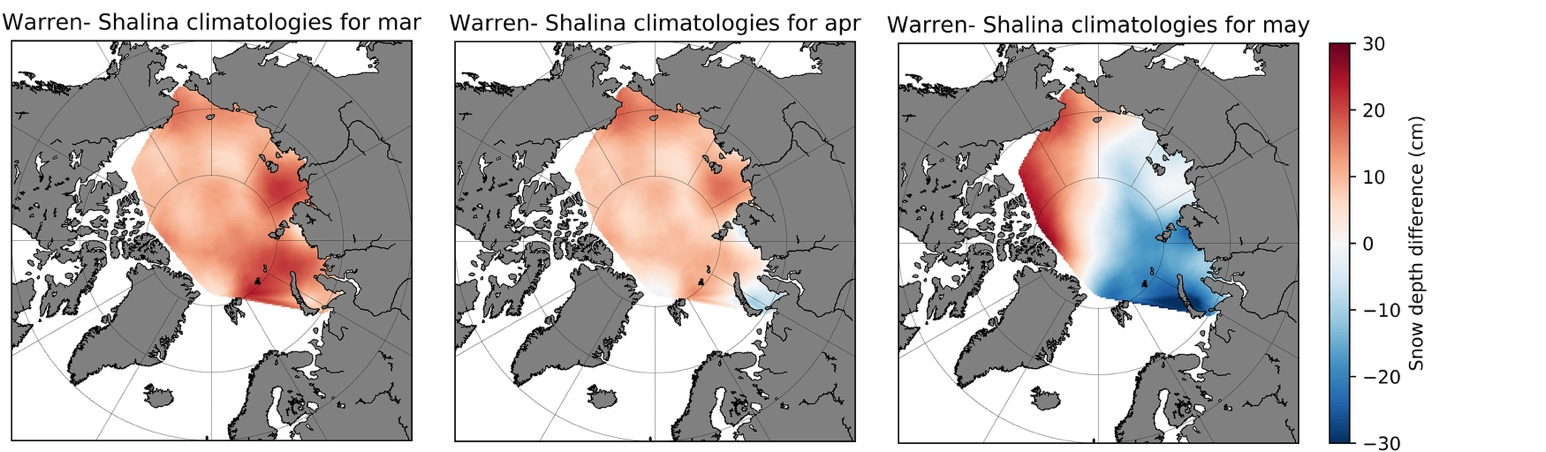 Warren- Shalina climatologies for mar
Warren- Shalina climatologies for apr
Warren- Shalina climatologies for may
30
20
10
0
−10
−20
−30
Snow depth difference (cm)